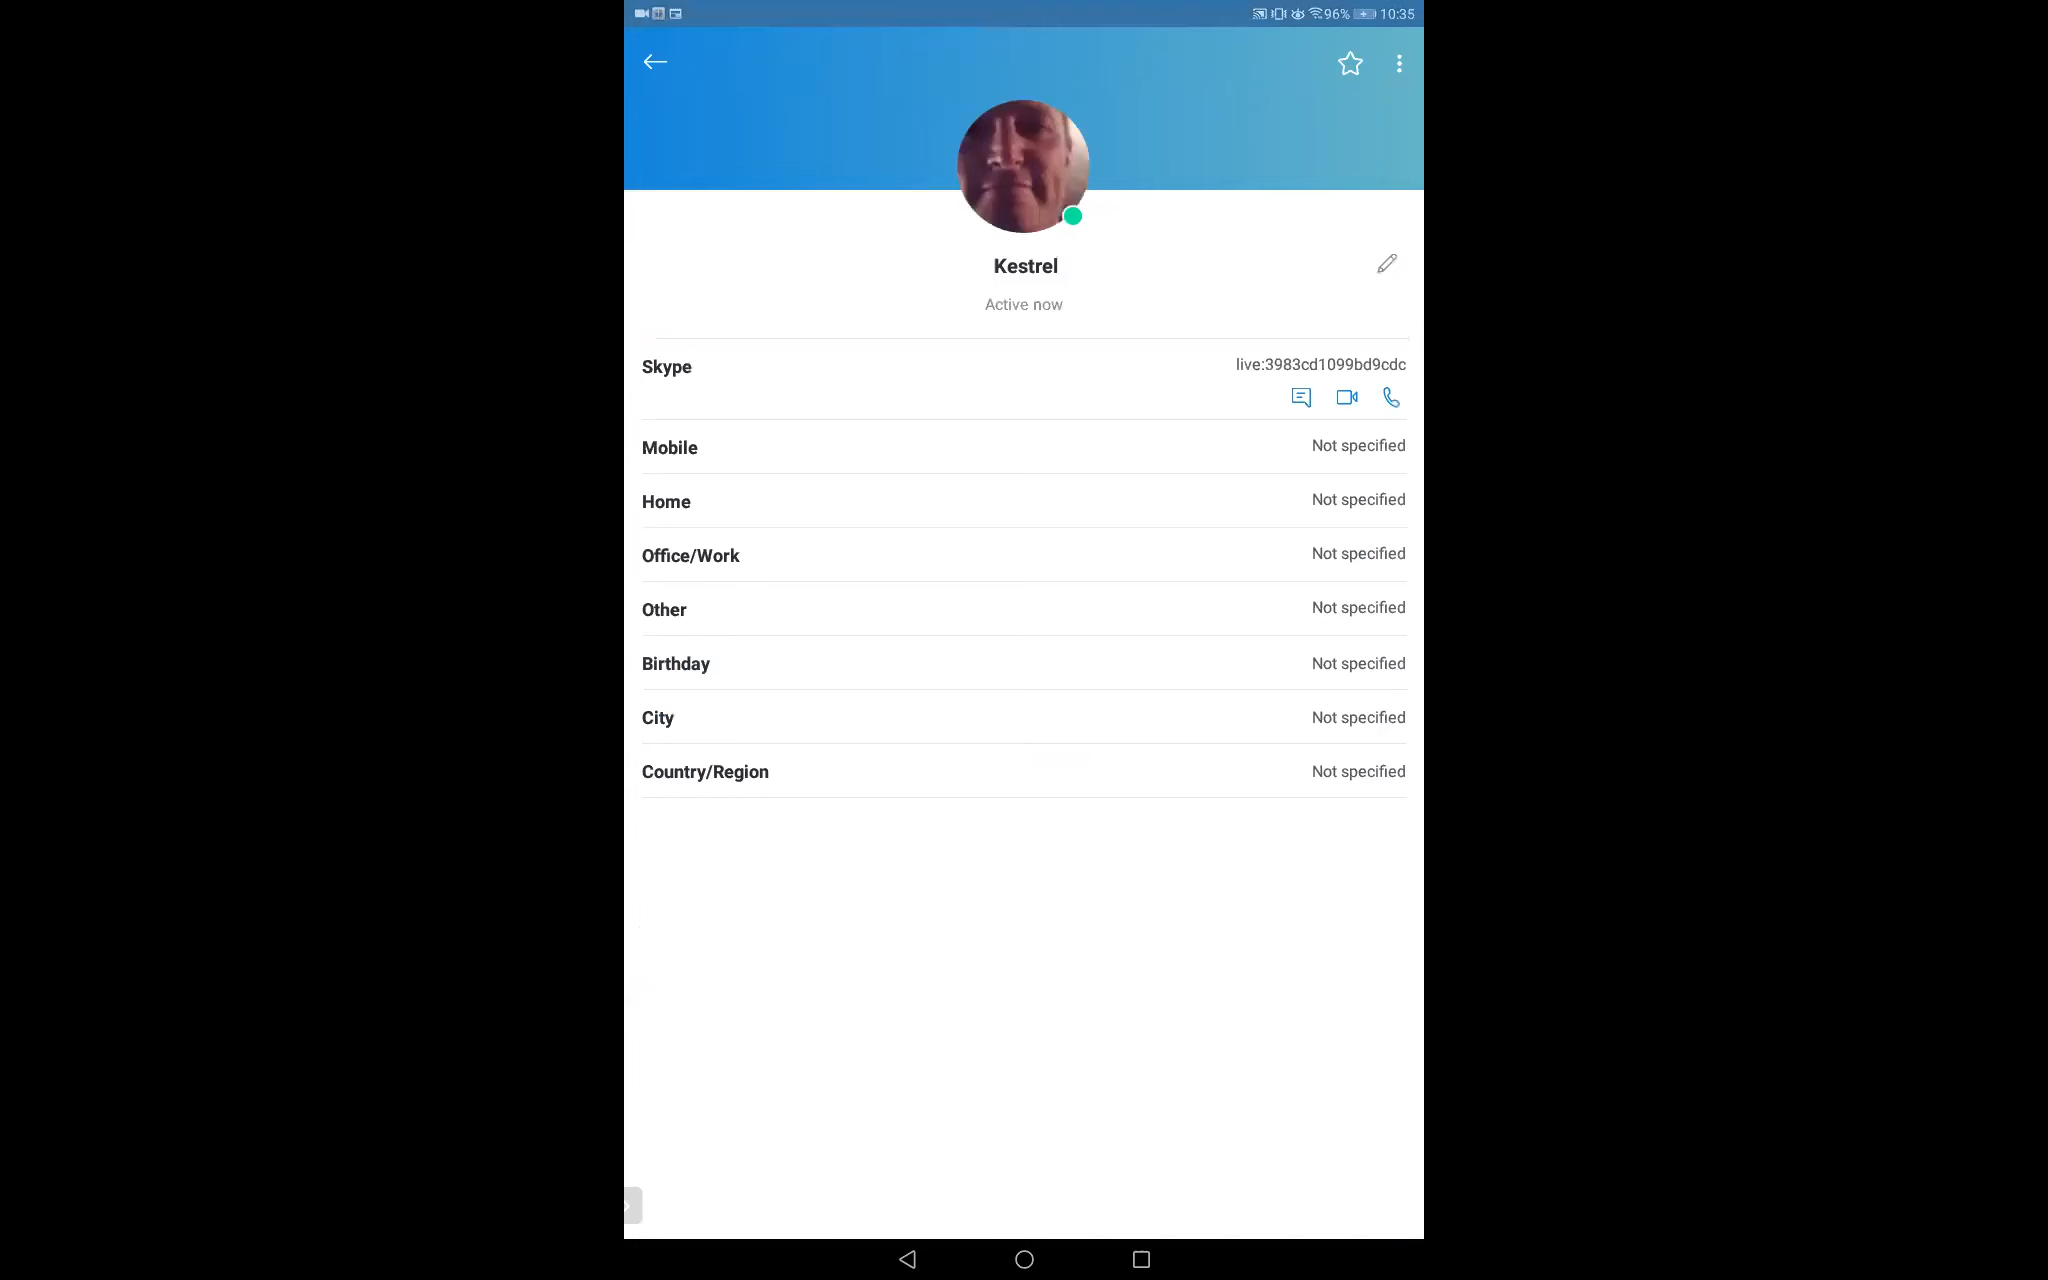 96% 10:35
Kestrel
Active now
Skype live:3983cd1099bd9cdc
Mobile Not specified
Home Not specified
Office/Work Not specified
Other Not specified
Birthday Not specified
City Not specified
Country/Region Not specified